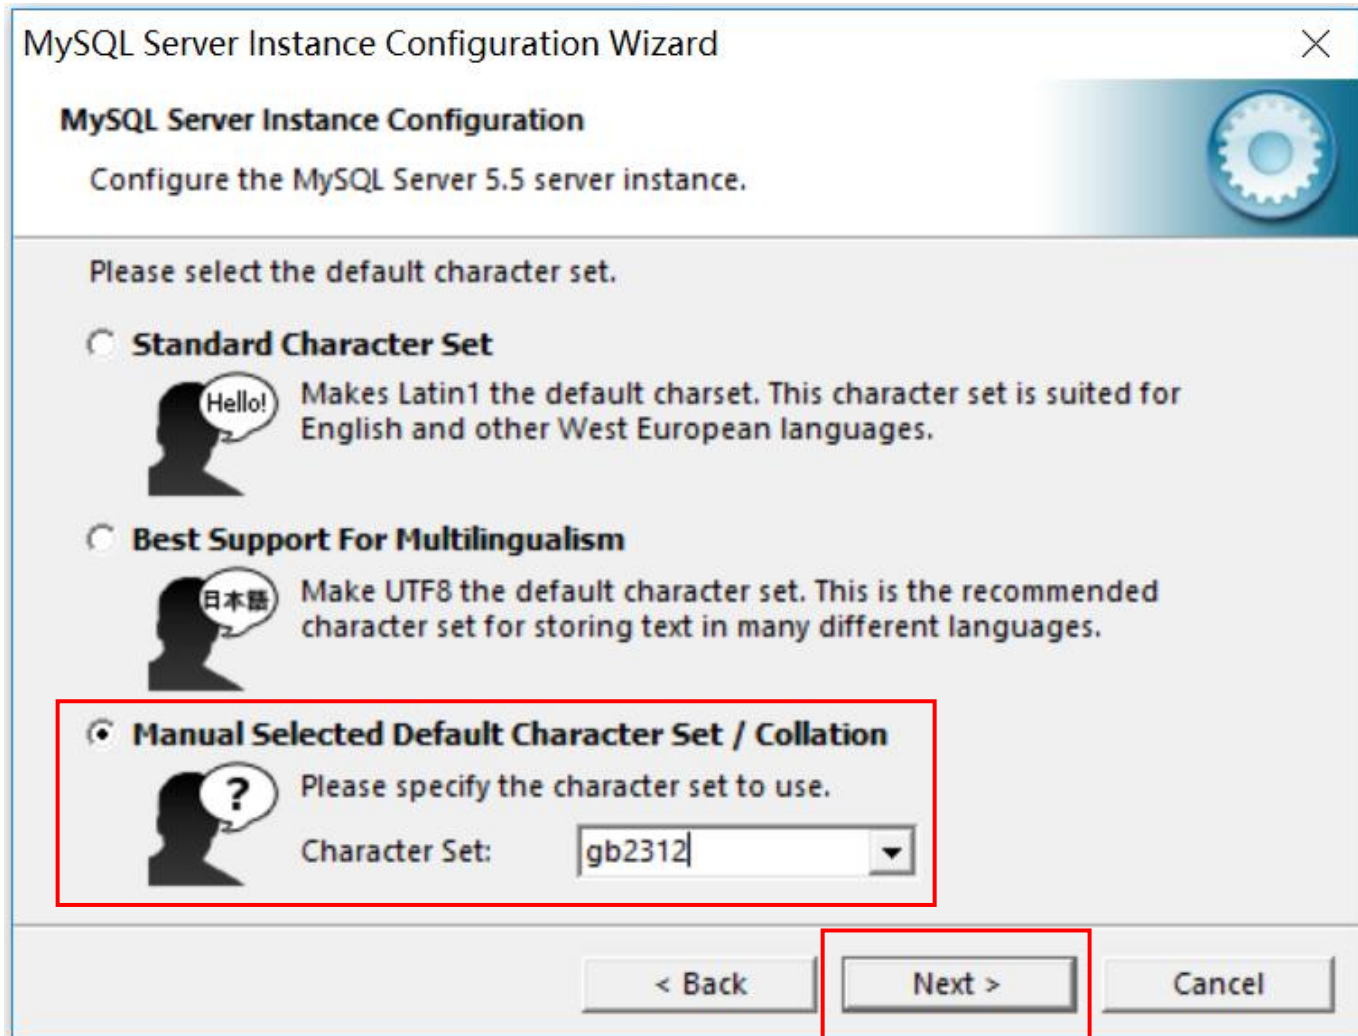 MySQL Server Instance Configuration Wizard
MySQL Server Instance Configuration
Configure the MySQL Server 5.5 server instance.
Please select the default character set.
Standard Character Set
Hello!
Makes Latin1 the default charset. This character set is suited for
English and other West European languages.
Best Support For Multilingualism
日本語
Make UTF8 the default character set. This is the recommended
character set for storing text in many different languages.
Manual Selected Default Character Set / Collation
?
Please specify the character set to use.
Character Set: gb2312
< Back Next > Cancel